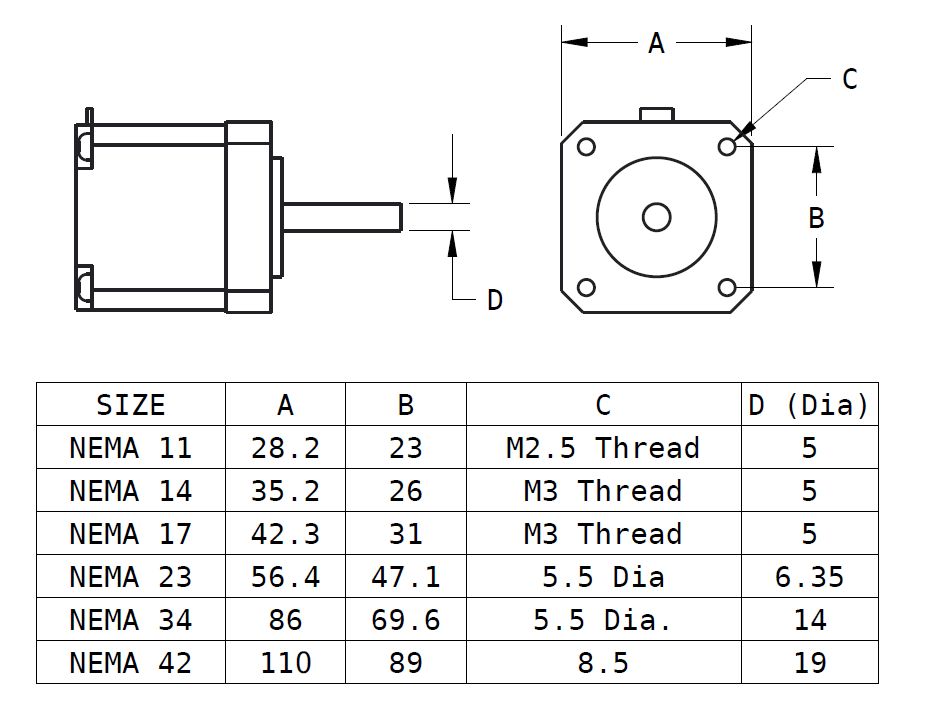 A
C
B
D
SIZE A B C D (Dia)
NEMA 11 28.2 23 M2.5 Thread 5
NEMA 14 35.2 26 M3 Thread 5
NEMA 17 42.3 31 M3 Thread 5
NEMA 23 56.4 47.1 5.5 Dia 6.35
NEMA 34 86 69.6 5.5 Dia. 14
NEMA 42 110 89 8.5 19